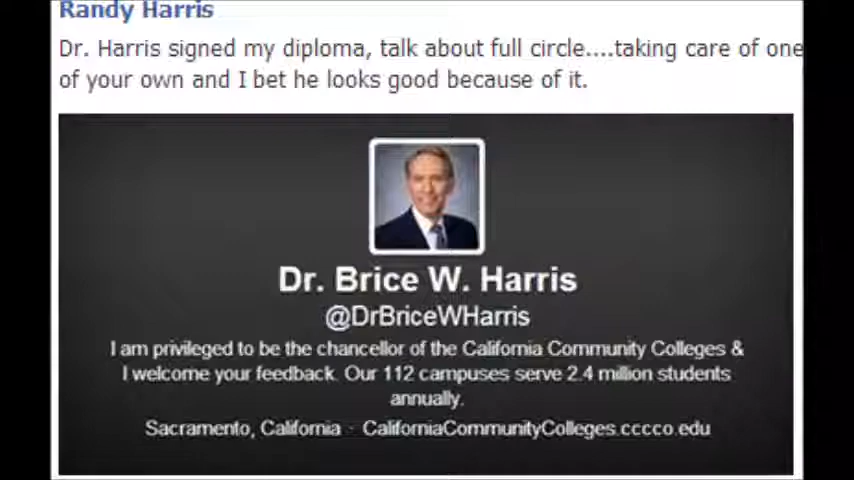 Randy Harris
Dr. Harris signed my diploma, talk about full circle....taking care of one
of your own and I bet he looks good because of it.
Dr. Brice W. Harris
@DrBriceWHarris
I am privileged to be the chancellor of the California Community Colleges &
I welcome your feedback. Our 112 campuses serve 2.4 million students
annually.
Sacramento, California · CaliforniaCommunityColleges.cccco.edu